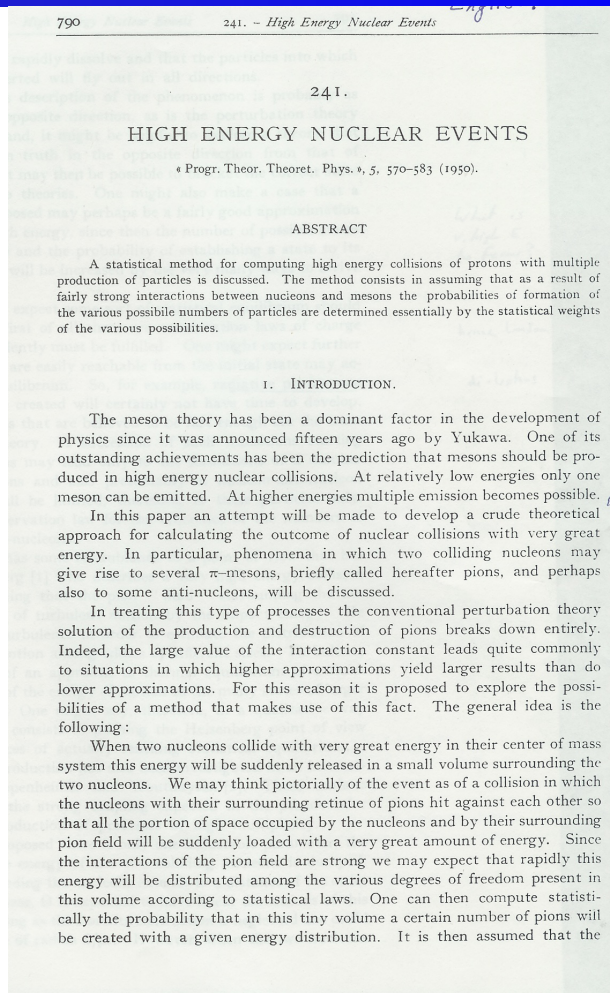 790
241. – High Energy Nuclear Events
241.
HIGH ENERGY NUCLEAR EVENTS
« Progr. Theor. Theoret. Phys. », 5, 570–583 (1950).
ABSTRACT
A statistical method for computing high energy collisions of protons with multiple
production of particles is discussed. The method consists in assuming that as a result of
fairly strong interactions between nucleons and mesons the probabilities of formation of
the various possibile numbers of particles are determined essentially by the statistical weights
of the various possibilities.
1. INTRODUCTION.
The meson theory has been a dominant factor in the development of
physics since it was announced fifteen years ago by Yukawa. One of its
outstanding achievements has been the prediction that mesons should be pro-
duced in high energy nuclear collisions. At relatively low energies only one
meson can be emitted. At higher energies multiple emission becomes possible.
In this paper an attempt will be made to develop a crude theoretical
approach for calculating the outcome of nuclear collisions with very great
energy. In particular, phenomena in which two colliding nucleons may
give rise to several π–mesons, briefly called hereafter pions, and perhaps
also to some anti-nucleons, will be discussed.
In treating this type of processes the conventional perturbation theory
solution of the production and destruction of pions breaks down entirely.
Indeed, the large value of the interaction constant leads quite commonly
to situations in which higher approximations yield larger results than do
lower approximations. For this reason it is proposed to explore the possi-
bilities of a method that makes use of this fact. The general idea is the
following :
When two nucleons collide with very great energy in their center of mass
system this energy will be suddenly released in a small volume surrounding the
two nucleons. We may think pictorially of the event as of a collision in which
the nucleons with their surrounding retinue of pions hit against each other so
that all the portion of space occupied by the nucleons and by their surrounding
pion field will be suddenly loaded with a very great amount of energy. Since
the interactions of the pion field are strong we may expect that rapidly this
energy will be distributed among the various degrees of freedom present in
this volume according to statistical laws. One can then compute statisti-
cally the probability that in this tiny volume a certain number of pions will
be created with a given energy distribution. It is then assumed that the